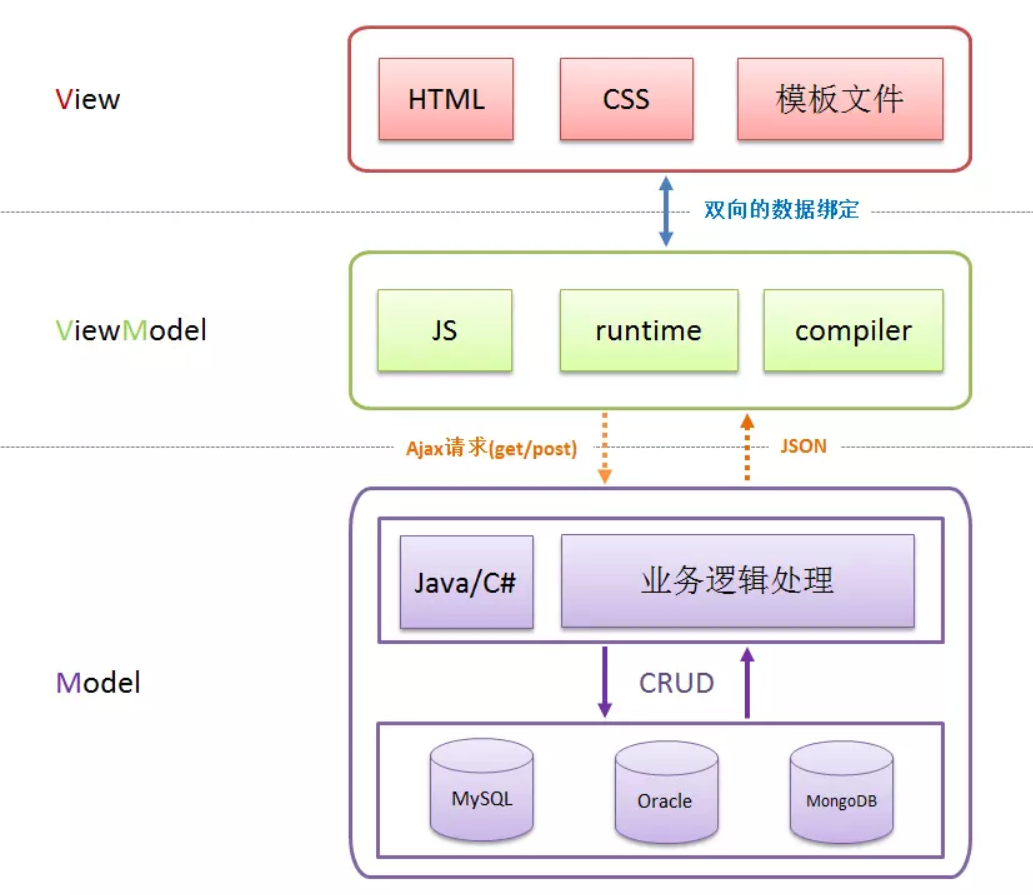 View
HTML
CSS
模板文件
双向的数据绑定
ViewModel
JS
runtime
compiler
Ajax请求(get/post)
JSON
Model
Java/C#
业务逻辑处理
CRUD
MySQL
Oracle
MongoDB